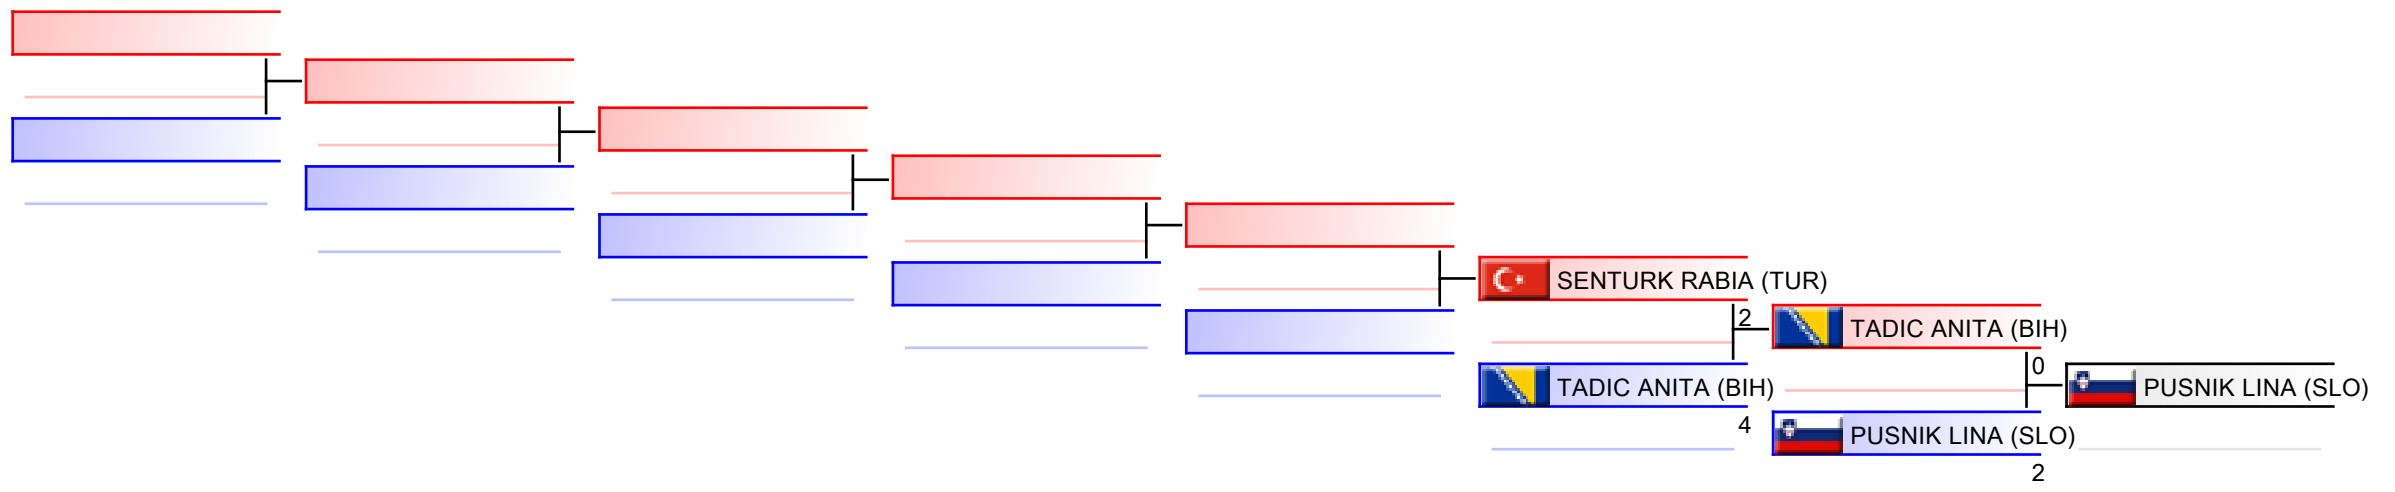 SENTURK RABIA (TUR)
2
TADIC ANITA (BIH)
4
TADIC ANITA (BIH)
0
PUSNIK LINA (SLO)
2
PUSNIK LINA (SLO)